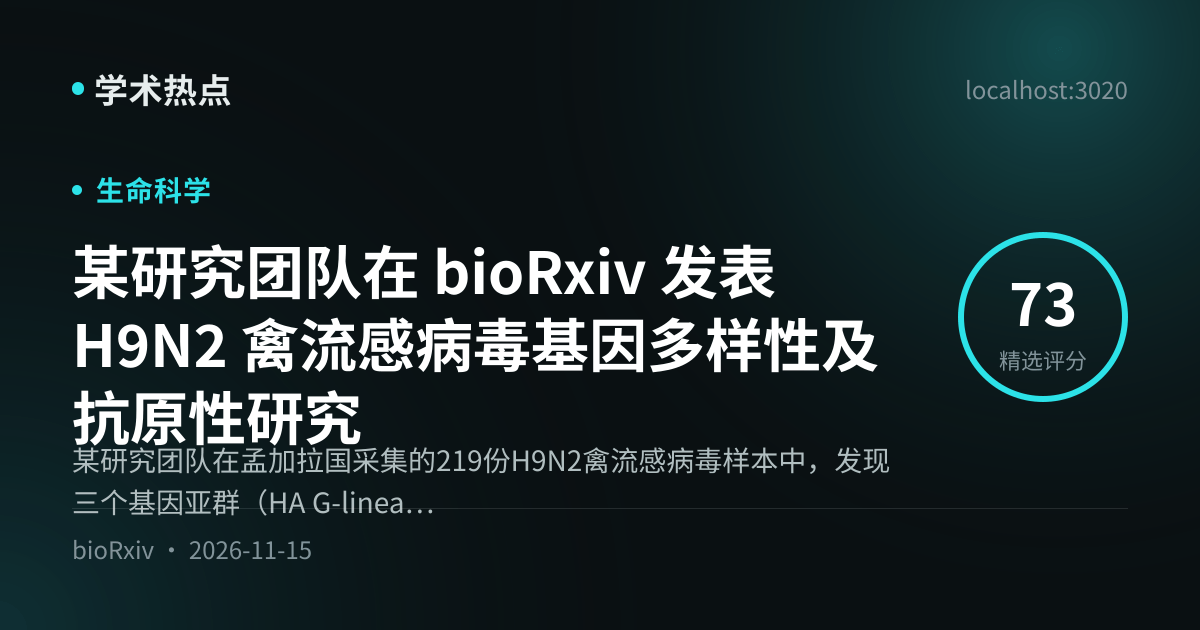 学术热点
localhost:3020
生命科学
某研究团队在 bioRxiv 发表
H9N2 禽流感病毒基因多样性及
抗原性研究
73
精选评分
某研究团队在孟加拉国采集的219份H9N2禽流感病毒样本中，发现
三个基因亚群（HA G-linea…
bioRxiv · 2026-11-15